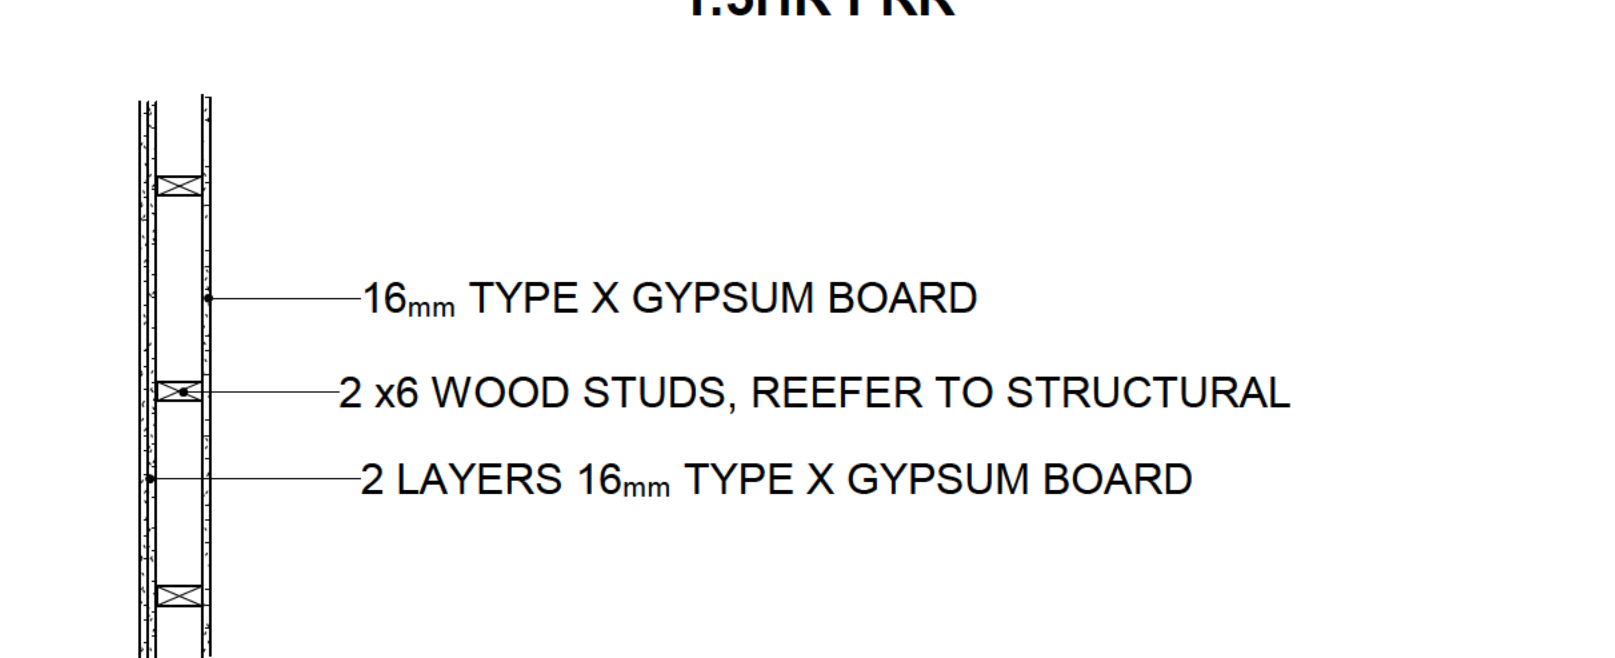 16mm TYPE X GYPSUM BOARD
2 x6 WOOD STUDS, REEFER TO STRUCTURAL
2 LAYERS 16mm TYPE X GYPSUM BOARD